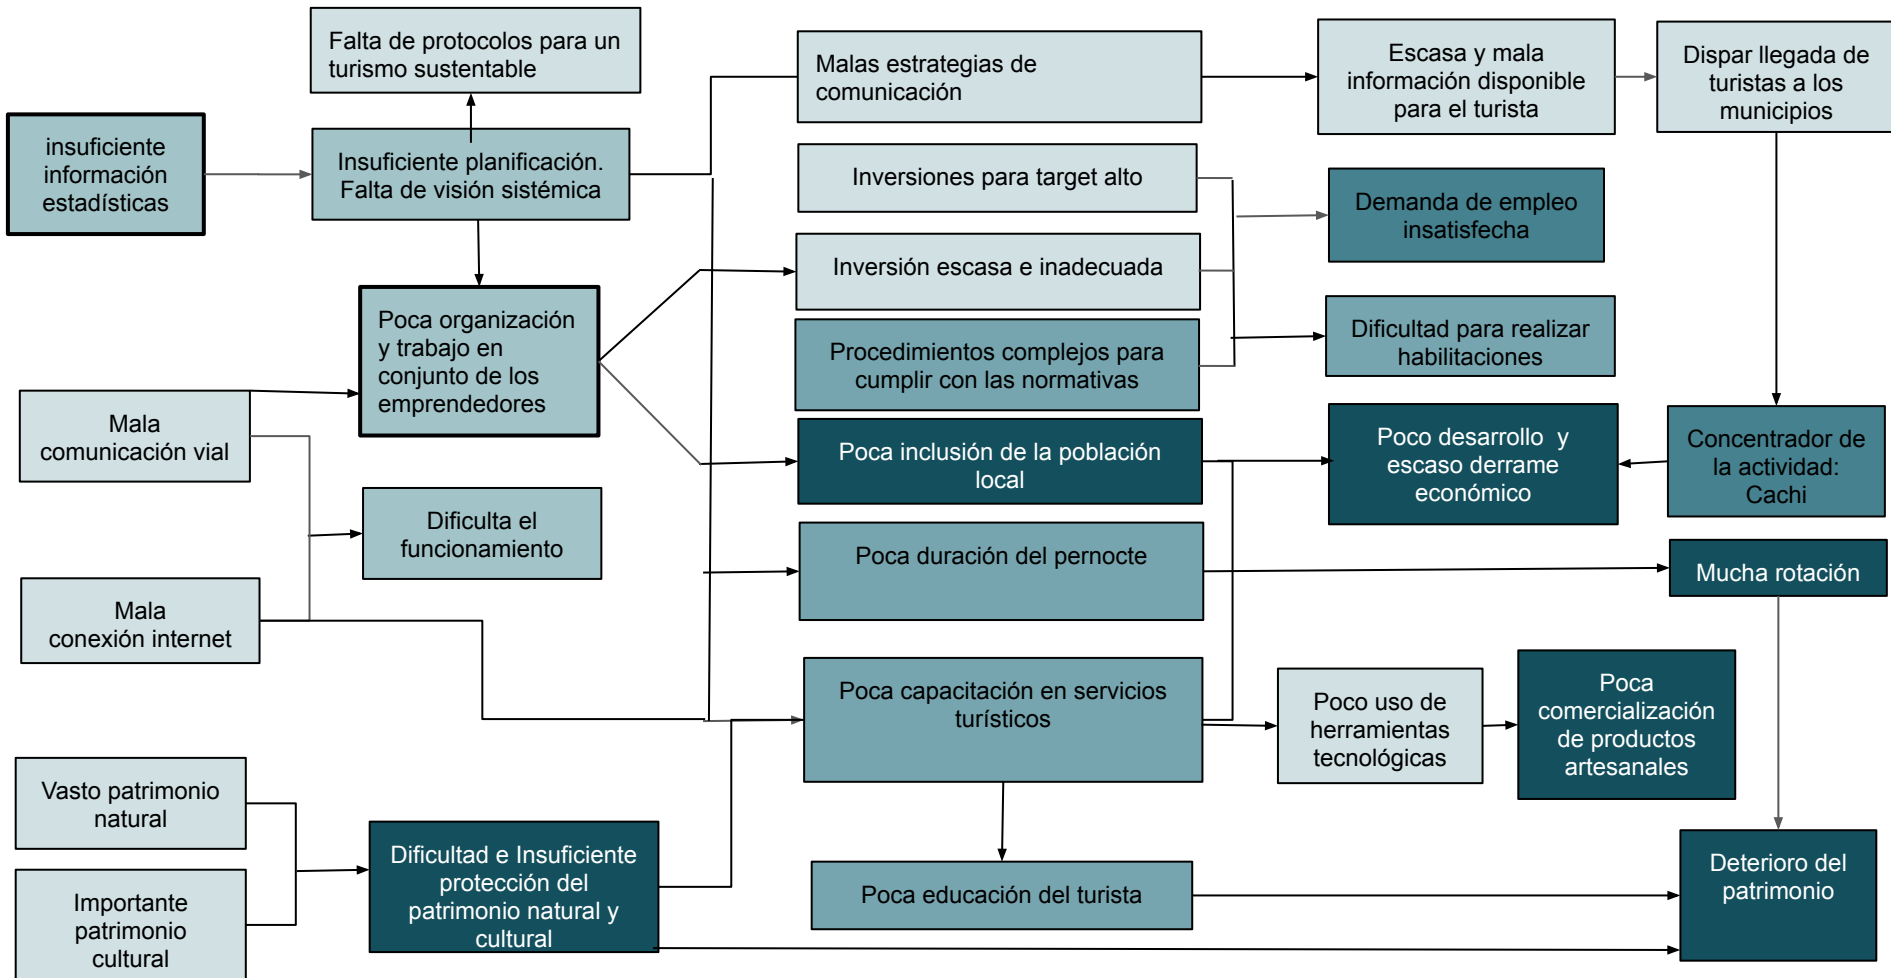 Falta de protocolos para un
turismo sustentable
insuficiente
información
estadísticas
Insuficiente planificación.
Falta de visión sistémica
Poca organización
y trabajo en
conjunto de los
emprendedores
Mala
comunicación vial
Dificulta el
funcionamiento
Mala
conexión internet
Vasto patrimonio
natural
Importante
patrimonio
cultural
Dificultad e Insuficiente
protección del
patrimonio natural y
cultural
Malas estrategias de
comunicación
Inversiones para target alto
Inversión escasa e inadecuada
Procedimientos complejos para
cumplir con las normativas
Poca inclusión de la población
local
Poca duración del pernocte
Poca capacitación en servicios
turísticos
Poca educación del turista
Escasa y mala
información disponible
para el turista
Dispar llegada de
turistas a los
municipios
Demanda de empleo
insatisfecha
Dificultad para realizar
habilitaciones
Poco desarrollo  y
escaso derrame
económico
Concentrador de
la actividad:
Cachi
Mucha rotación
Poco uso de
herramientas
tecnológicas
Poca
comercialización
de productos
artesanales
Deterioro del
patrimonio